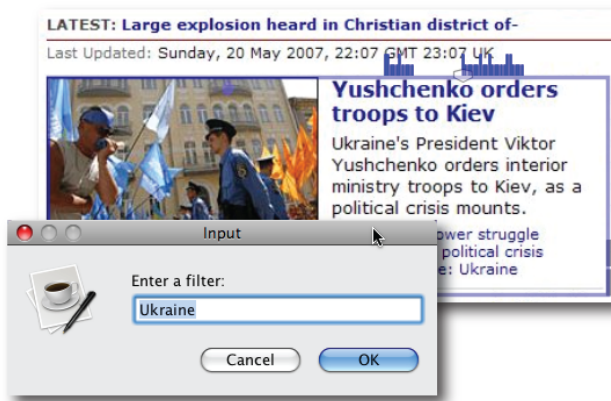 LATEST: Large explosion heard in Christian district of-
Last Updated: Sunday, 20 May 2007, 22:07 GMT 23:07 UK
Yushchenko orders
troops to Kiev
Ukraine's President Viktor
Yushchenko orders interior
ministry troops to Kiev, as a
political crisis mounts.
ower struggle
political crisis
e: Ukraine
Input
Enter a filter:
Ukraine
Cancel
OK